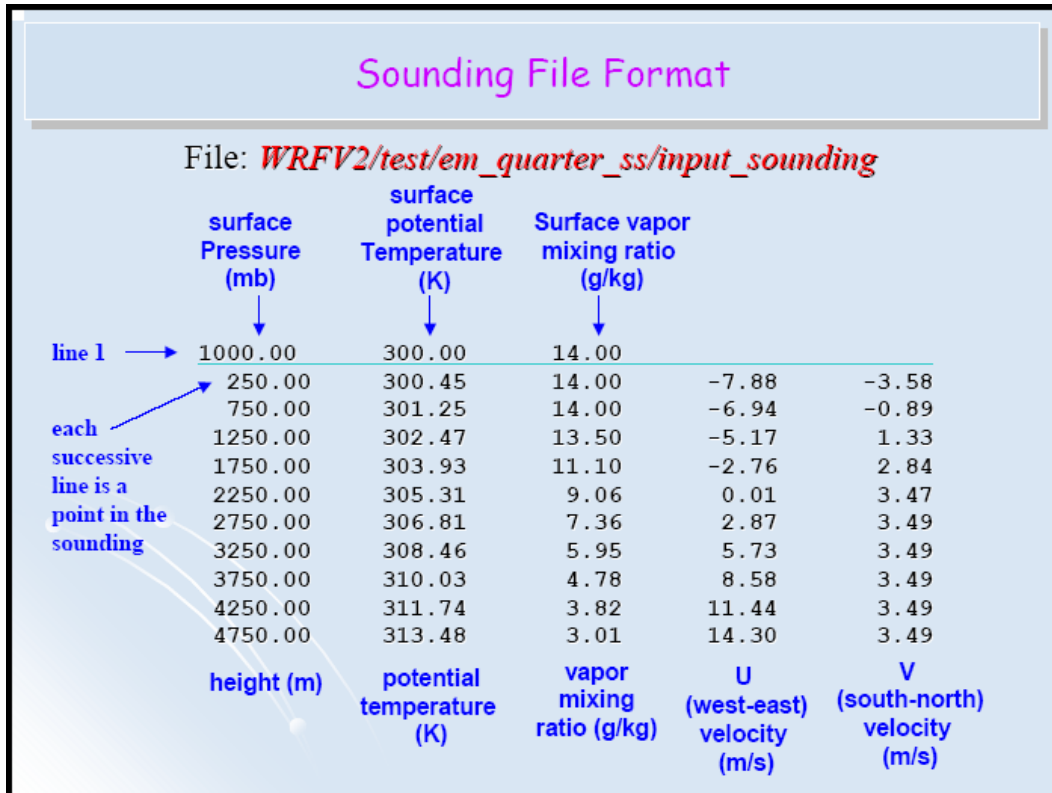 Sounding File Format
File: WRFV2/test/em_quarter_ss/input_sounding
surface
Pressure
(mb)
surface
potential
Temperature
(K)
Surface vapor
mixing ratio
(g/kg)
line 1
1000.00 300.00 14.00
each
successive
line is a
point in the
sounding
250.00 300.45 14.00 -7.88 -3.58
750.00 301.25 14.00 -6.94 -0.89
1250.00 302.47 13.50 -5.17 1.33
1750.00 303.93 11.10 -2.76 2.84
2250.00 305.31 9.06 0.01 3.47
2750.00 306.81 7.36 2.87 3.49
3250.00 308.46 5.95 5.73 3.49
3750.00 310.03 4.78 8.58 3.49
4250.00 311.74 3.82 11.44 3.49
4750.00 313.48 3.01 14.30 3.49
height (m)
potential
temperature
(K)
vapor
mixing
ratio (g/kg)
U
(west-east)
velocity
(m/s)
V
(south-north)
velocity
(m/s)